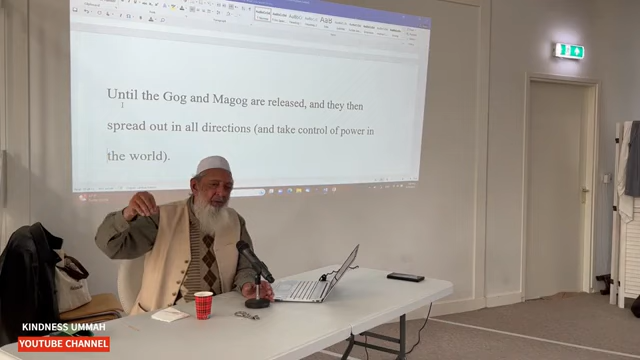 Until the Gog and Magog are released, and they then
spread out in all directions (and take control of power in
the world).
KINDNESS UMMAH
YOUTUBE CHANNEL